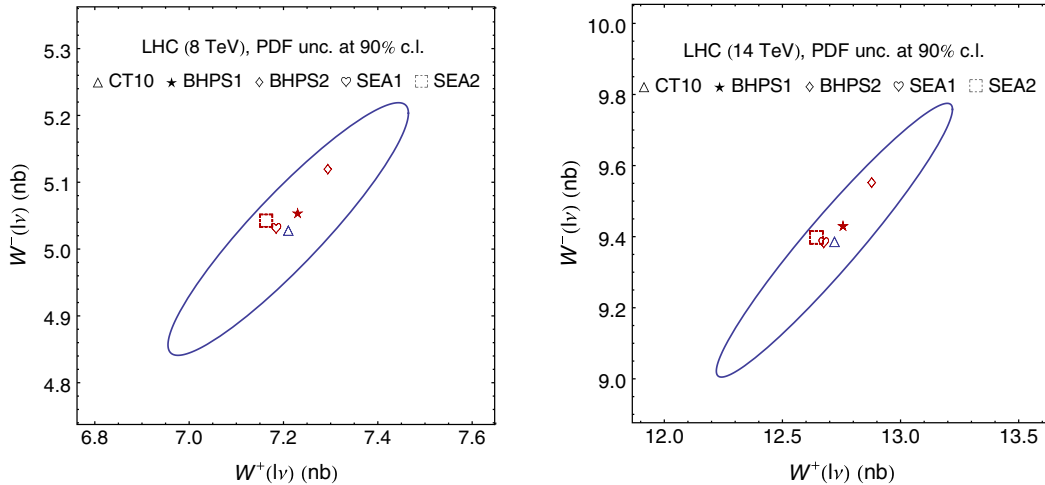 LHC (8 TeV), PDF unc. at 90% c.l.
△ CT10 ★ BHPS1 ◇ BHPS2 ♡ SEA1 SEA2
5.3
5.2
5.1
5.0
4.9
4.8
W⁻(lν) (nb)
6.8 7.0 7.2 7.4 7.6
W⁺(lν) (nb)
LHC (14 TeV), PDF unc. at 90% c.l.
△ CT10 ★ BHPS1 ◇ BHPS2 ♡ SEA1 SEA2
10.0
9.8
9.6
9.4
9.2
9.0
W⁻(lν) (nb)
12.0 12.5 13.0 13.5
W⁺(lν) (nb)